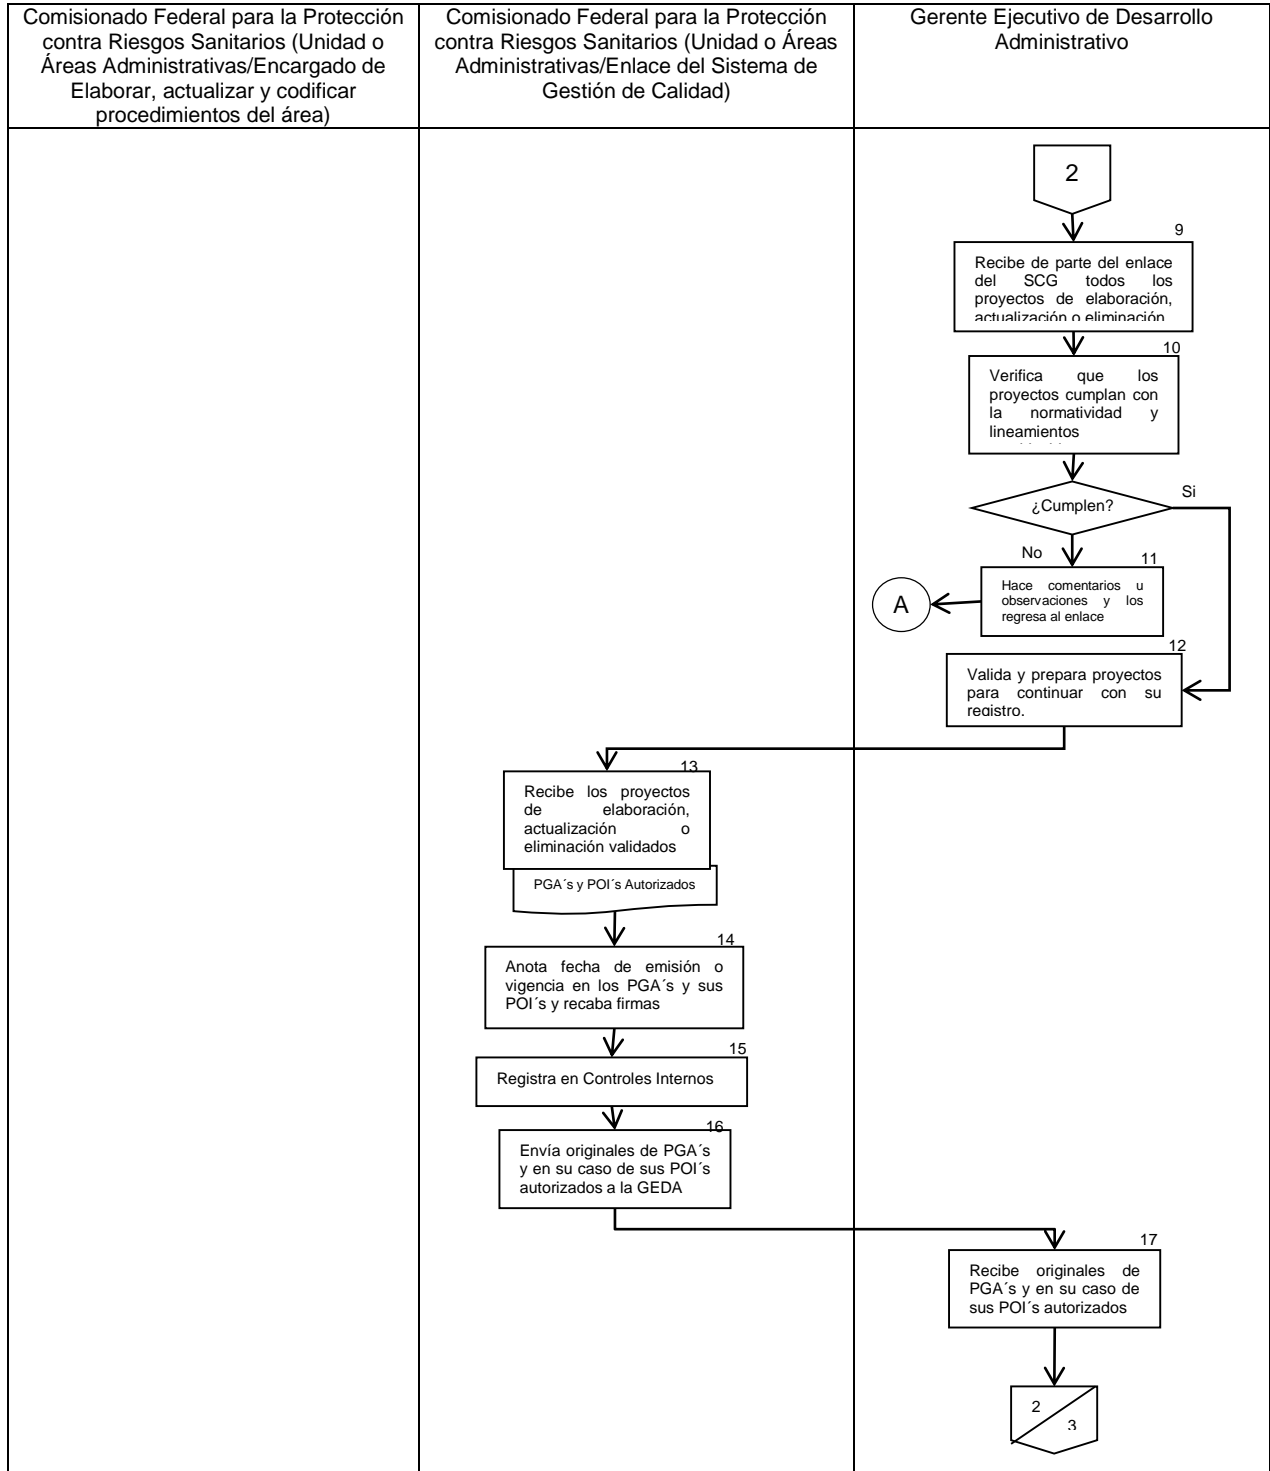 Comisionado Federal para la Protección
contra Riesgos Sanitarios (Unidad o
Áreas Administrativas/Encargado de
Elaborar, actualizar y codificar
procedimientos del área)
Comisionado Federal para la Protección
contra Riesgos Sanitarios (Unidad o Áreas
Administrativas/Enlace del Sistema de
Gestión de Calidad)
Gerente Ejecutivo de Desarrollo
Administrativo
2
9
Recibe de parte del enlace
del SCG todos los
proyectos de elaboración,
actualización o eliminación
10
Verifica que los
proyectos cumplan con
la normatividad y
lineamientos
¿Cumplen?
Si
No
11
Hace comentarios u
observaciones y los
regresa al enlace
A
12
Valida y prepara proyectos
para continuar con su
registro.
13
Recibe los proyectos
de elaboración,
actualización o
eliminación validados
PGA´s y POI´s Autorizados
14
Anota fecha de emisión o
vigencia en los PGA´s y sus
POI´s y recaba firmas
15
Registra en Controles Internos
16
Envía originales de PGA´s
y en su caso de sus POI´s
autorizados a la GEDA
17
Recibe originales de
PGA´s y en su caso de
sus POI´s autorizados
2
3